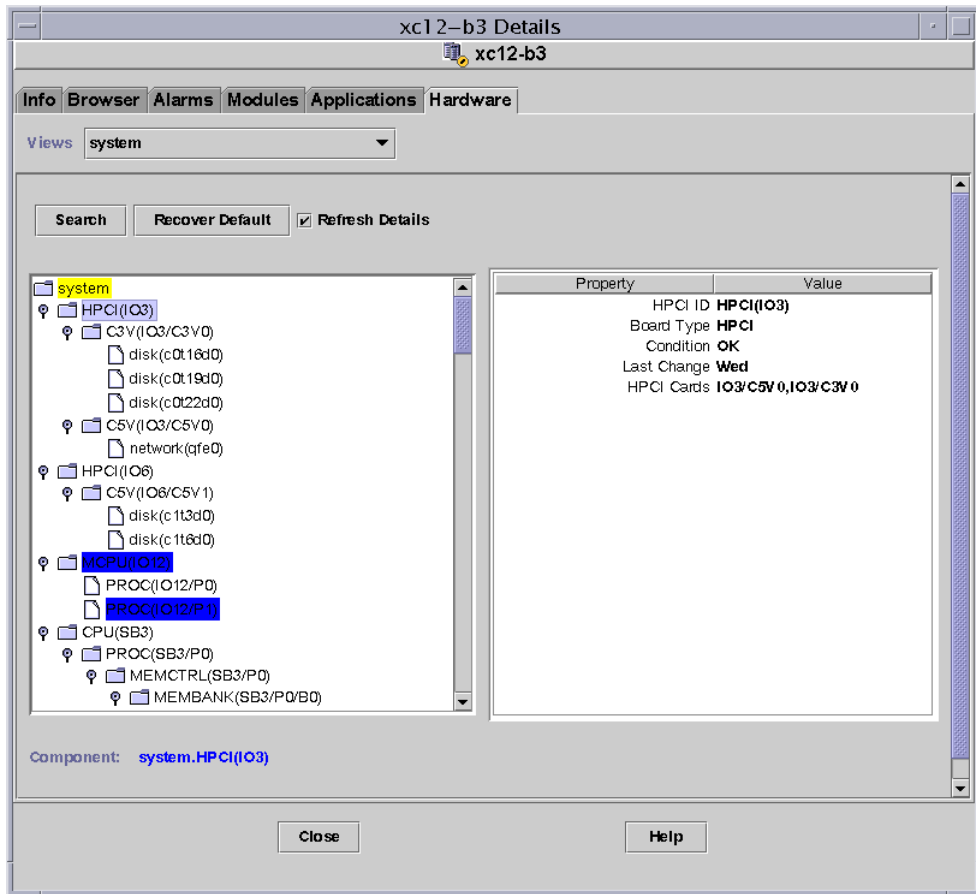 xc12-b3 Details
xc12-b3
Info Browser Alarms Modules Applications Hardware
Views system
Search Recover Default Refresh Details
system
HPCI(IO3)
C3V(IO3/C3V0)
disk(c0t16d0)
disk(c0t19d0)
disk(c0t22d0)
C5V(IO3/C5V0)
network(qfe0)
HPCI(IO6)
C5V(IO6/C5V1)
disk(c1t3d0)
disk(c1t6d0)
MCPU(IO12)
PROC(IO12/P0)
PROC(IO12/P1)
CPU(SB3)
PROC(SB3/P0)
MEMCTRL(SB3/P0)
MEMBANK(SB3/P0/B0)
Property Value
HPCI ID HPCI(IO3)
Board Type HPCI
Condition OK
Last Change Wed
HPCI Cards IO3/C5V0,IO3/C3V0
Component: system.HPCI(IO3)
Close Help